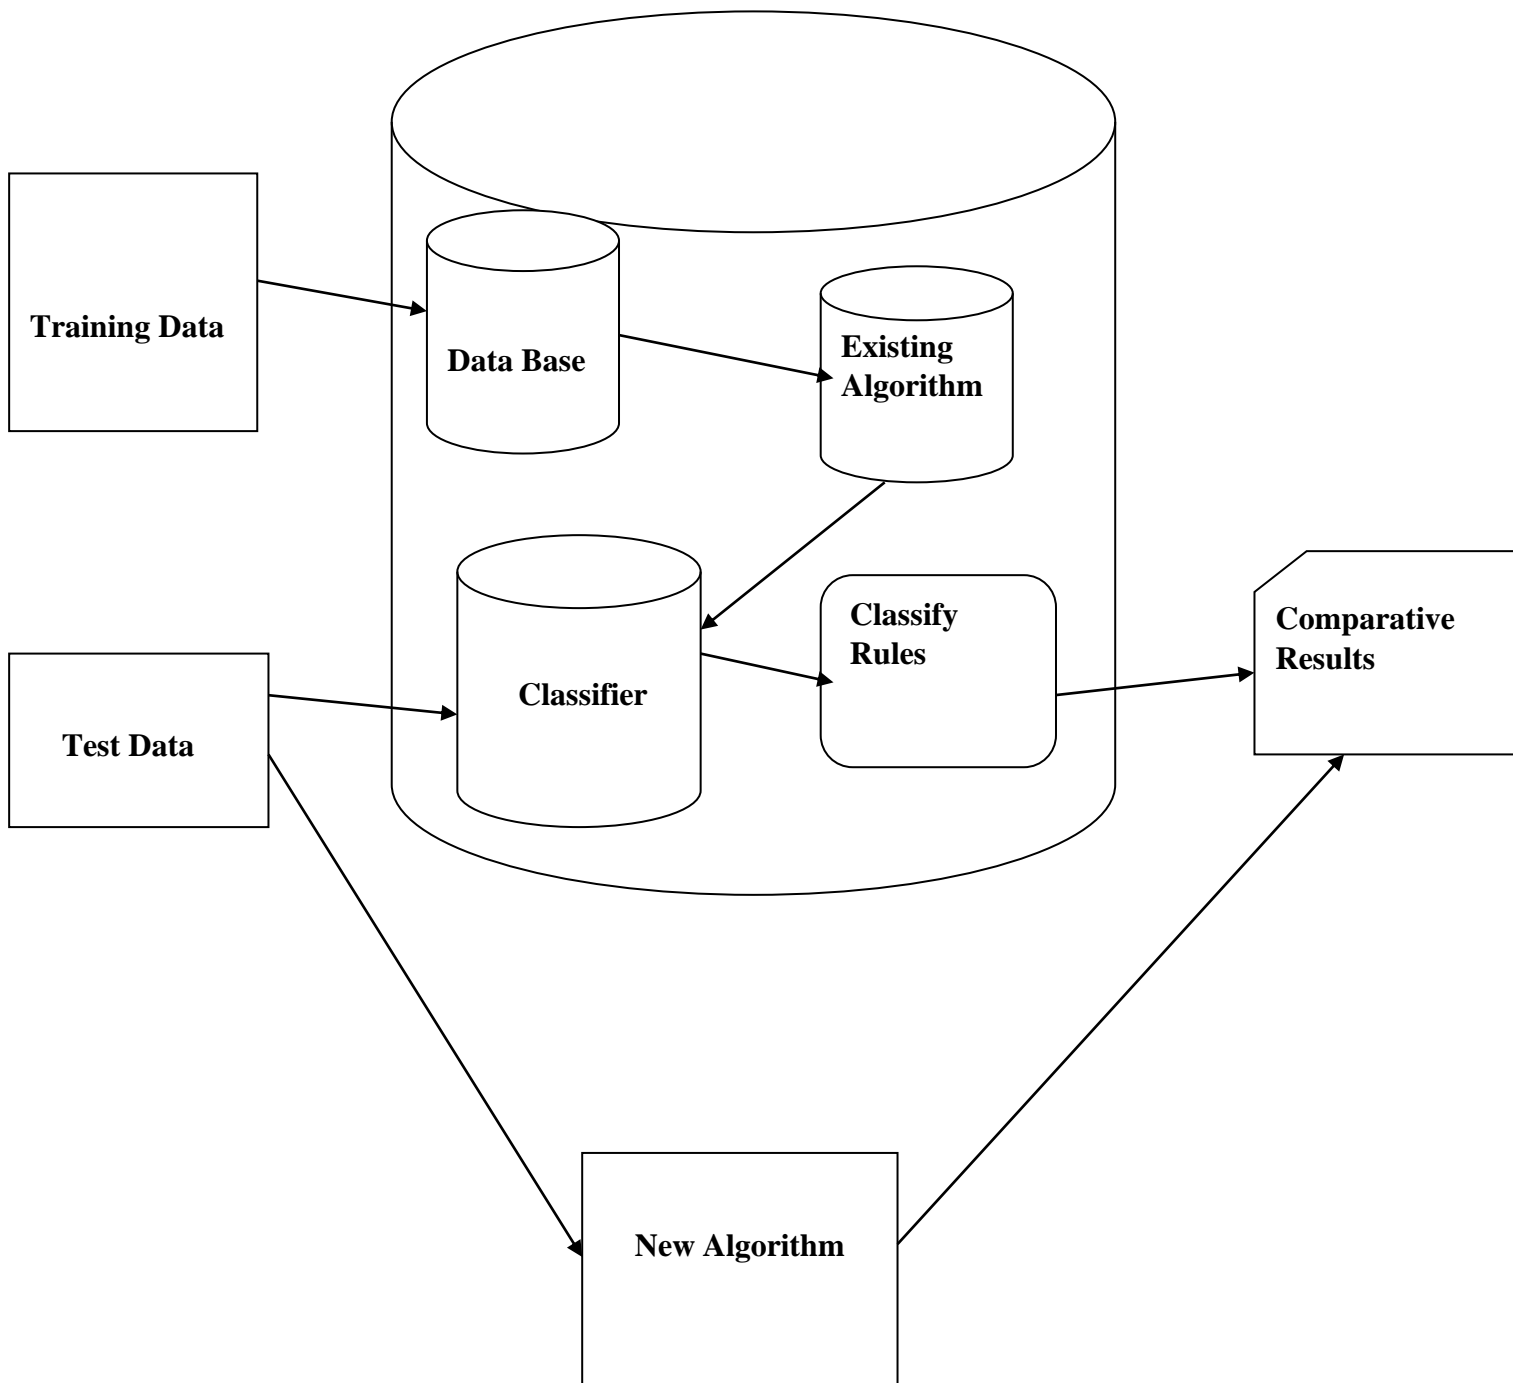 Training Data
Data Base
Existing
Algorithm
Classify
Rules
Comparative
Results
Classifier
Test Data
New Algorithm